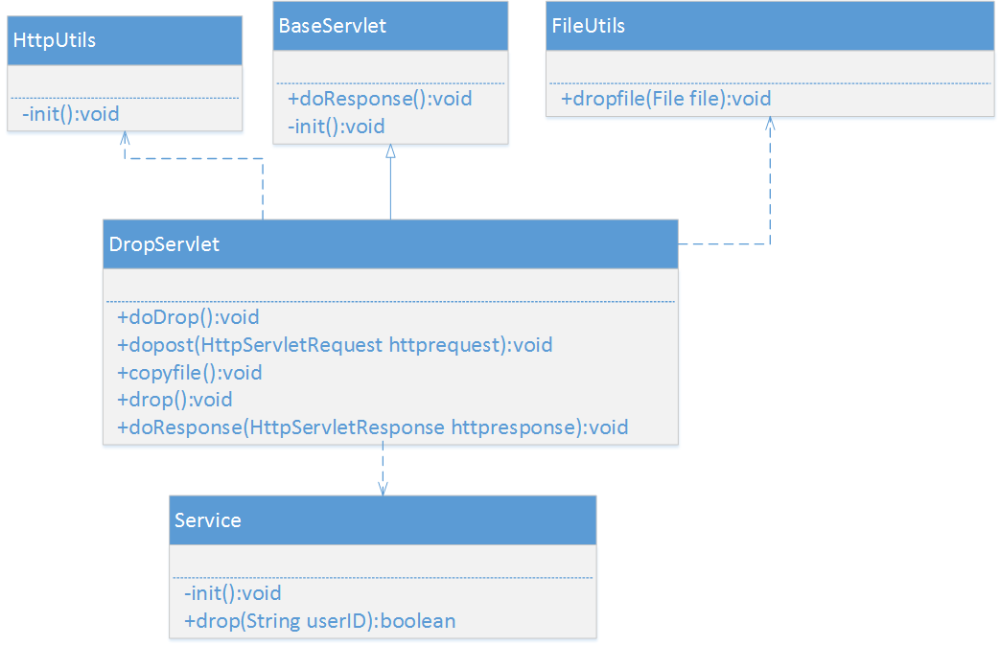 HttpUtils
-init():void
BaseServlet
+doResponse():void
-init():void
FileUtils
+dropfile(File file):void
DropServlet
+doDrop():void
+dopost(HttpServletRequest httprequest):void
+copyfile():void
+drop():void
+doResponse(HttpServletResponse httpresponse):void
Service
-init():void
+drop(String userID):boolean